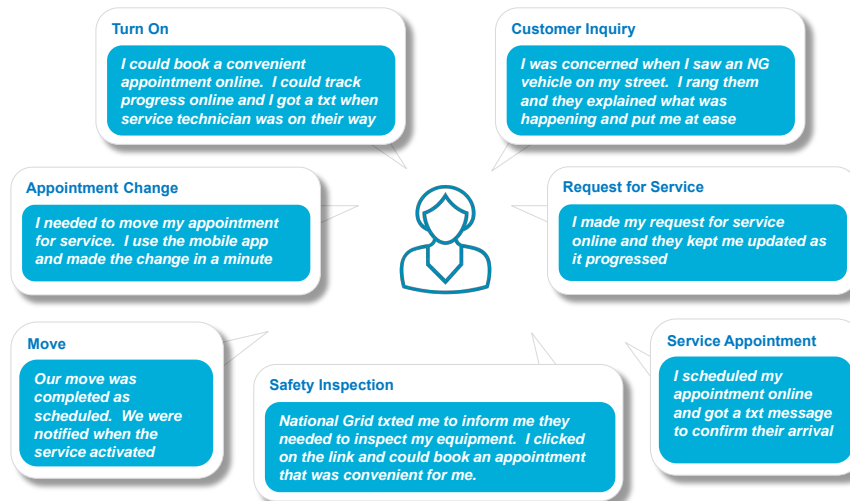 Turn On
I could book a convenient
appointment online.  I could track
progress online and I got a txt when
service technician was on their way
Customer Inquiry
I was concerned when I saw an NG
vehicle on my street.  I rang them
and they explained what was
happening and put me at ease
Appointment Change
I needed to move my appointment
for service.  I use the mobile app
and made the change in a minute
Request for Service
I made my request for service
online and they kept me updated as
it progressed
Move
Our move was
completed as
scheduled.  We were
notified when the
service activated
Safety Inspection
National Grid txted me to inform me they
needed to inspect my equipment.  I clicked
on the link and could book an appointment
that was convenient for me.
Service Appointment
I scheduled my
appointment online
and got a txt message
to confirm their arrival